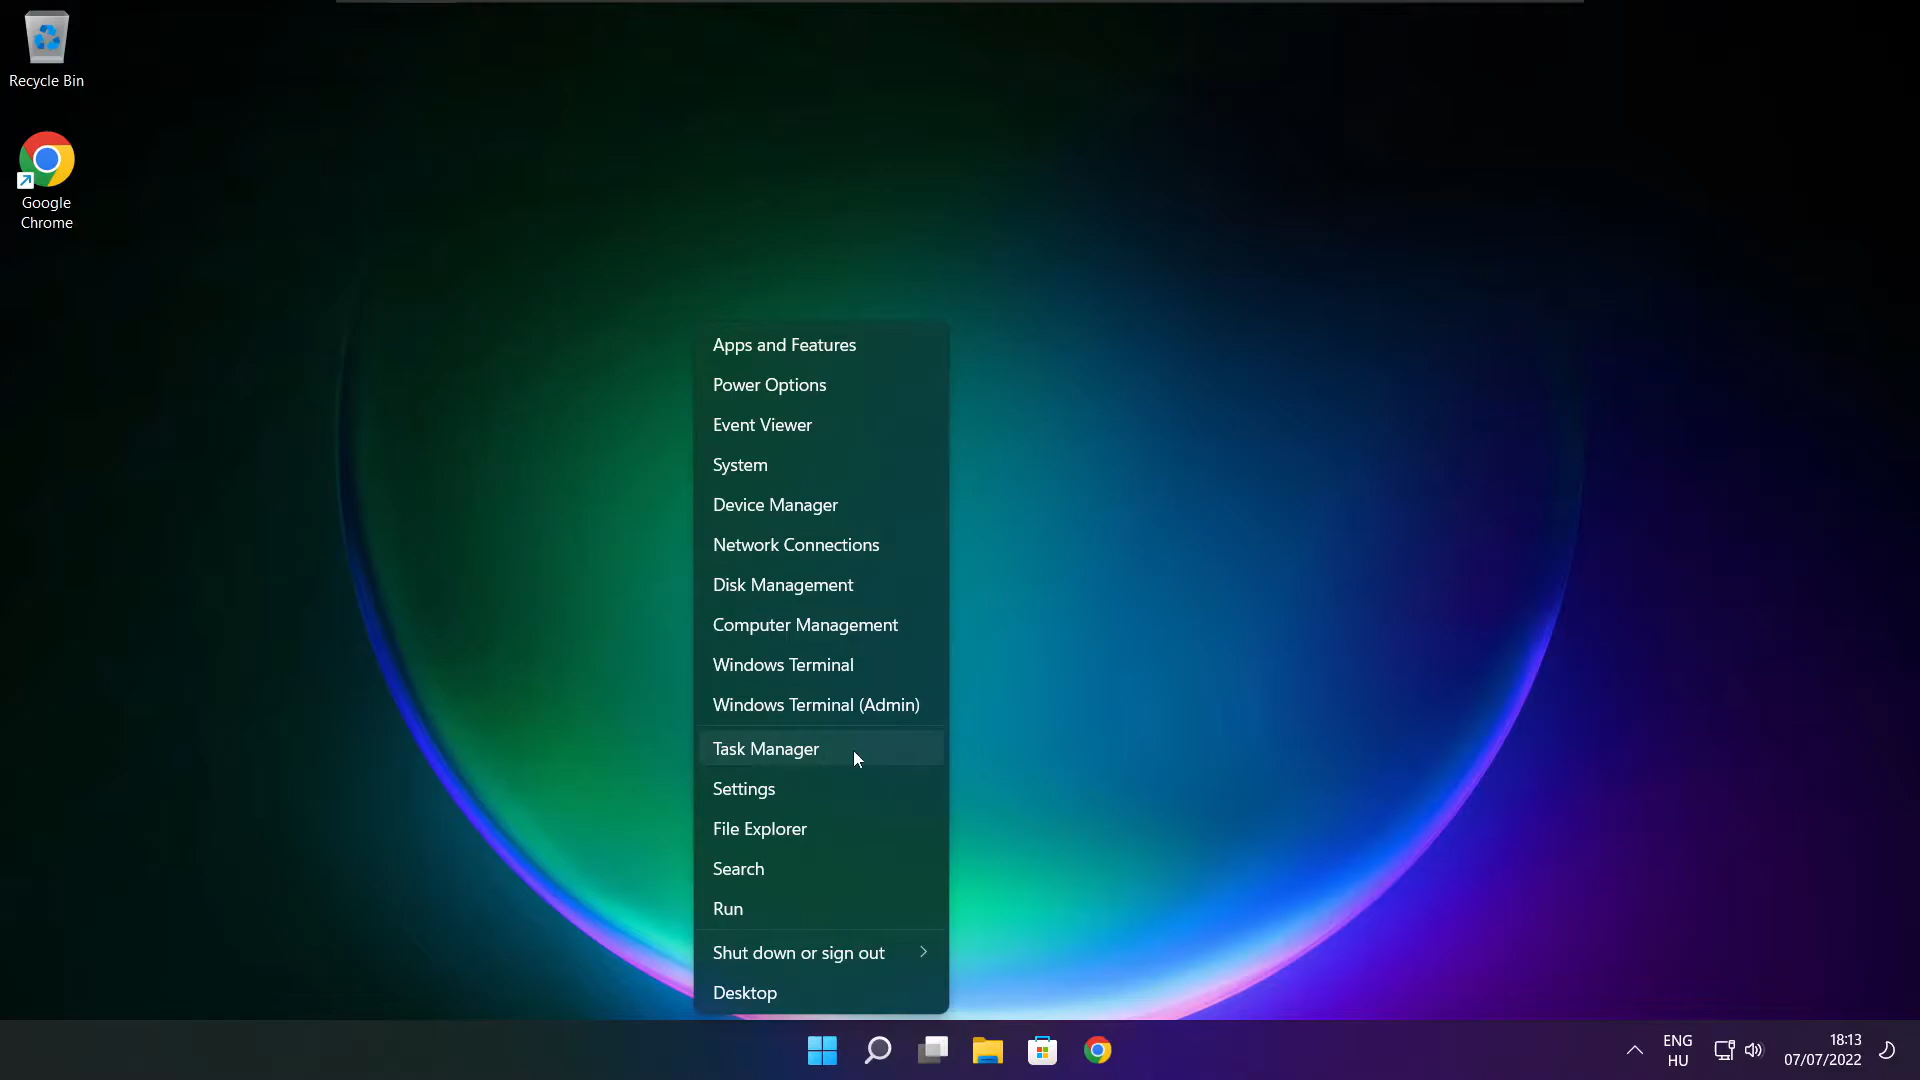 Recycle Bin
Google
Chrome
Apps and Features
Power Options
Event Viewer
System
Device Manager
Network Connections
Disk Management
Computer Management
Windows Terminal
Windows Terminal (Admin)
Task Manager
Settings
File Explorer
Search
Run
Shut down or sign out
Desktop
ENG
HU
18:13
07/07/2022